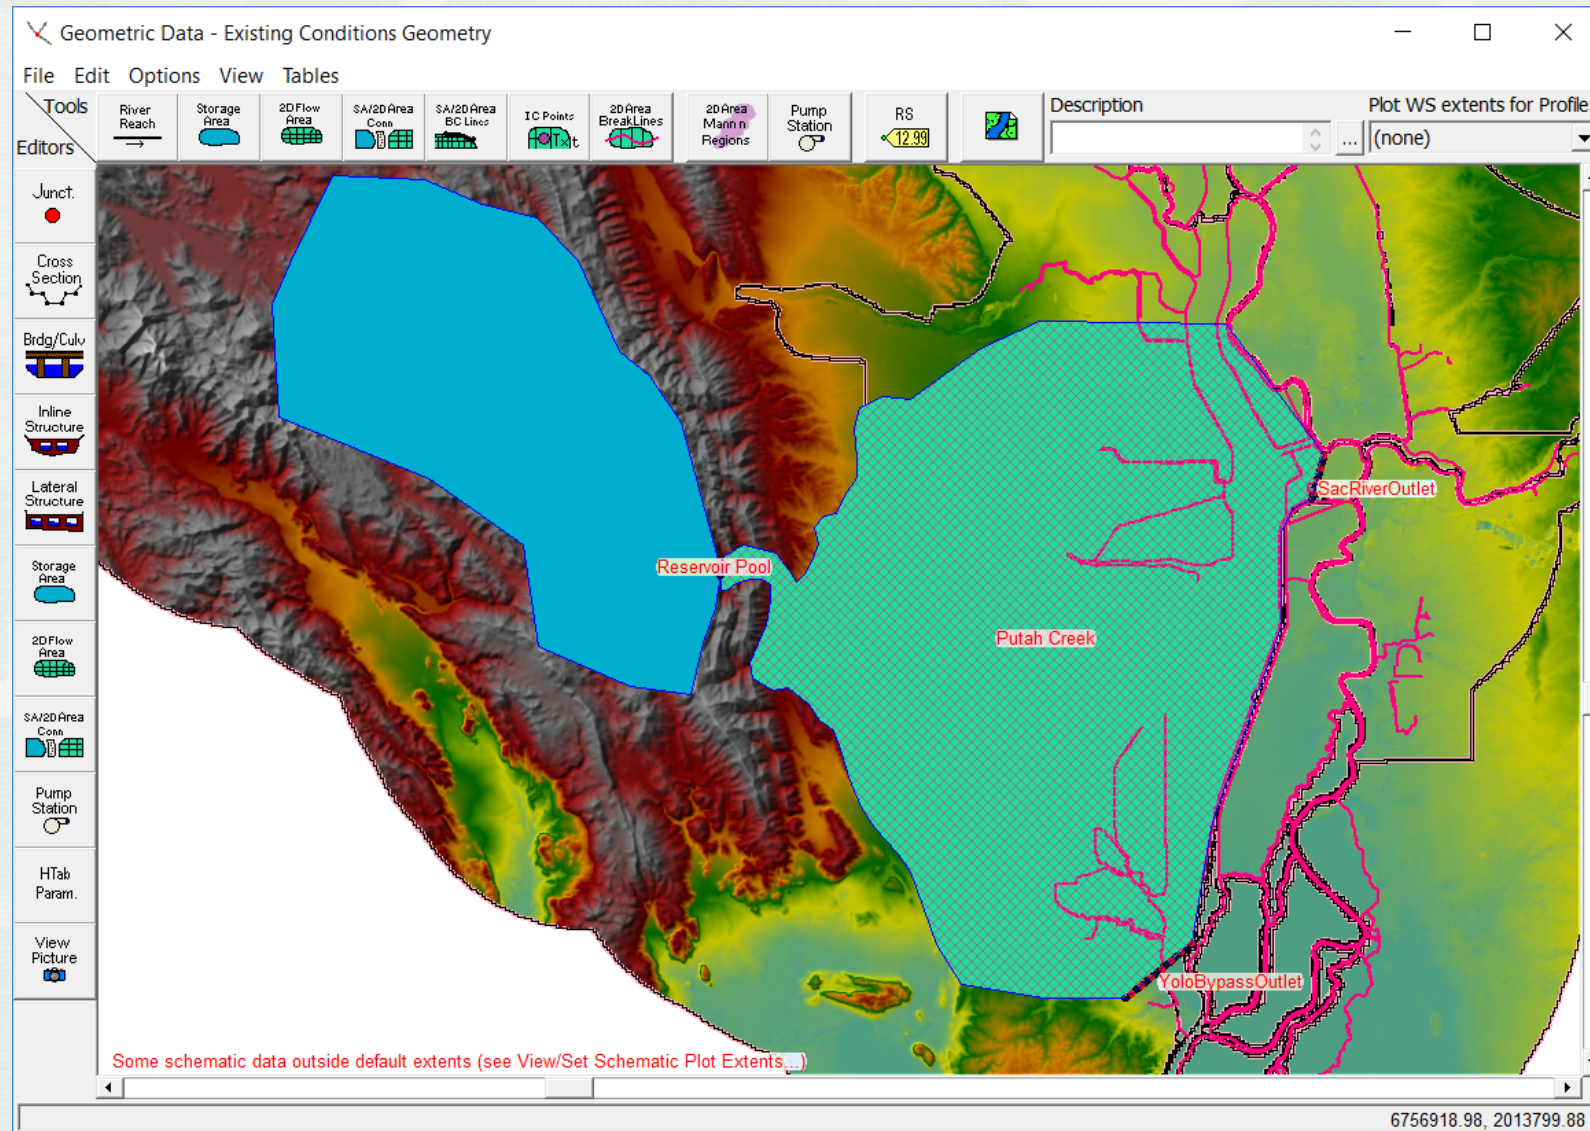 Geometric Data - Existing Conditions Geometry
File Edit Options View Tables
Tools
Editors
River
Reach
Storage
Area
2D Flow
Area
SA/2D Area
Conn
SA/2D Area
BC Lines
IC Points
Txt
2D Area
BreakLines
2D Area
Mann n
Regions
Pump
Station
RS
12.99
Description
...
Plot WS extents for Profile
(none)
Junct.
Cross
Section
Brdg/Culv
Inline
Structure
Lateral
Structure
Storage
Area
2D Flow
Area
SA/2D Area
Conn
Pump
Station
HTab
Param.
View
Picture
SacRiverOutlet
Reservoir Pool
Putah Creek
YoloBypassOutlet
Some schematic data outside default extents (see View/Set Schematic Plot Extents...)
6756918.98, 2013799.88